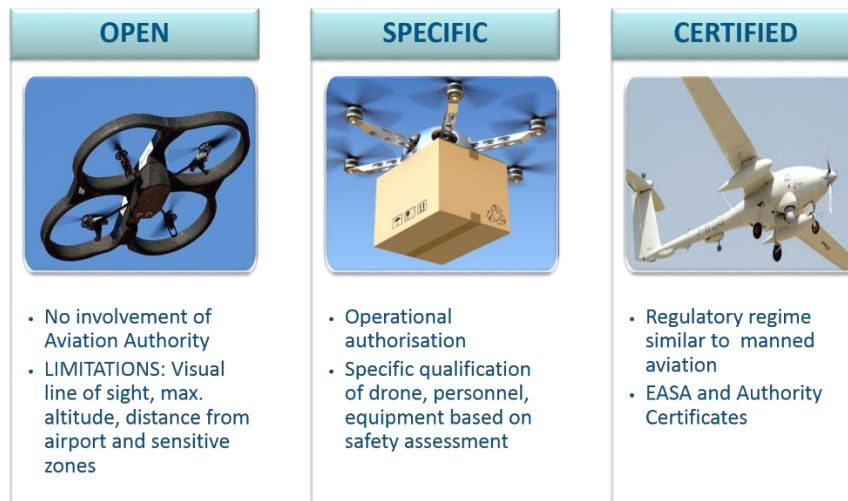 OPEN
• No involvement of
Aviation Authority
• LIMITATIONS: Visual
line of sight, max.
altitude, distance from
airport and sensitive
zones
SPECIFIC
• Operational
authorisation
• Specific qualification
of drone, personnel,
equipment based on
safety assessment
CERTIFIED
• Regulatory regime
similar to manned
aviation
• EASA and Authority
Certificates